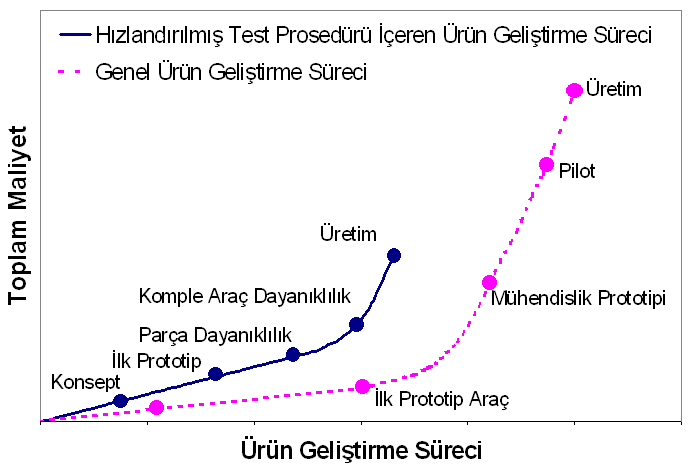 Hızlandırılmış Test Prosedürü İçeren Ürün Geliştirme Süreci
Genel Ürün Geliştirme Süreci
Üretim
Pilot
Üretim
Komple Araç Dayanıklılık
Mühendislik Prototipi
Parça Dayanıklılık
İlk Prototip
Konsept
İlk Prototip Araç
Toplam Maliyet
Ürün Geliştirme Süreci